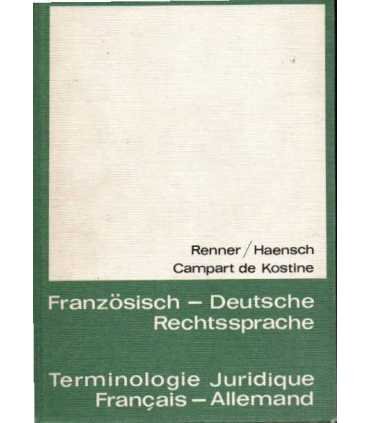 Renner/Haensch
Campart de Kostine
Französisch – Deutsche
Rechtssprache
Terminologie Juridique
Français – Allemand